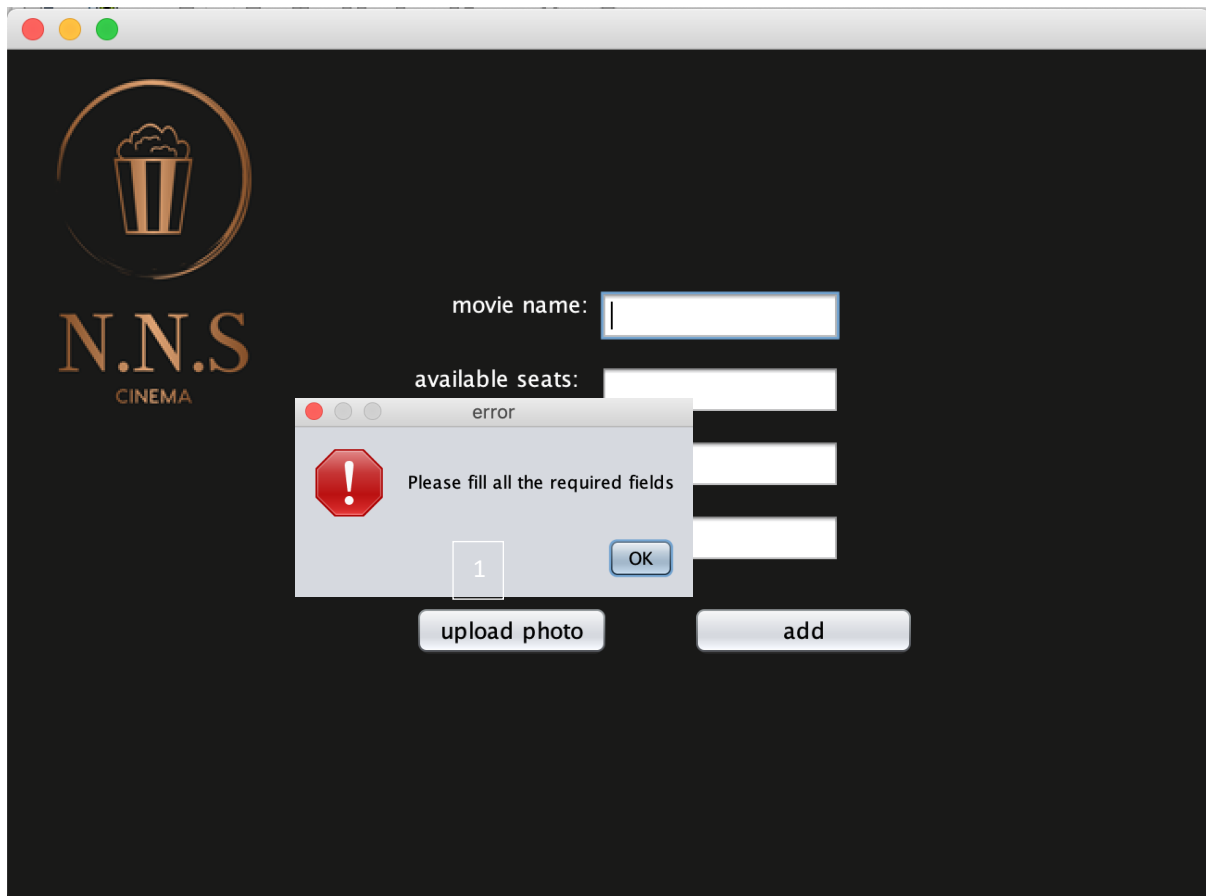 N.N.S
CINEMA
movie name:
available seats:
error
Please fill all the required fields
OK
1
upload photo
add